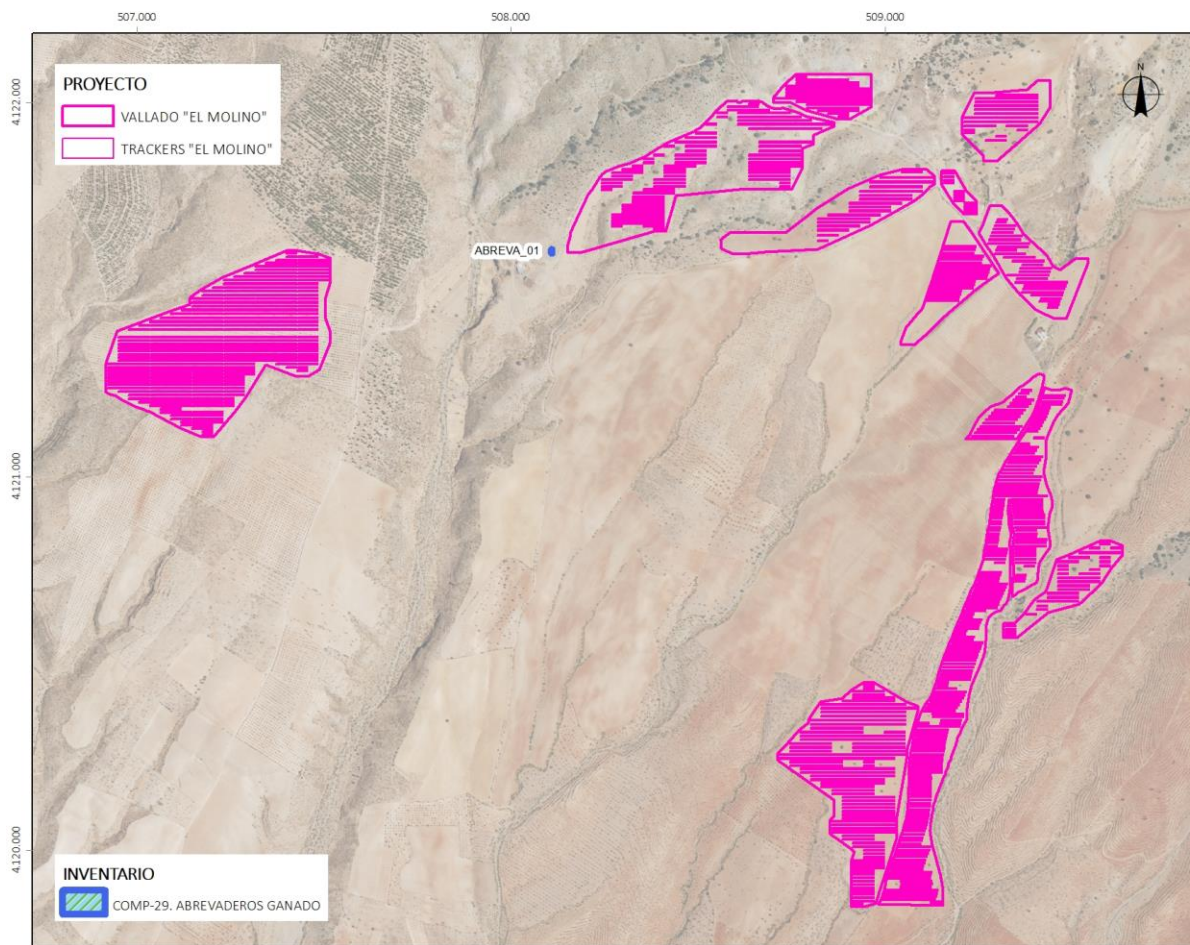 507.000
508.000
509.000
4.122.000
4.121.000
4.120.000
N
PROYECTO
VALLADO "EL MOLINO"
TRACKERS "EL MOLINO"
ABREVA_01
INVENTARIO
COMP-29. ABREVADEROS GANADO